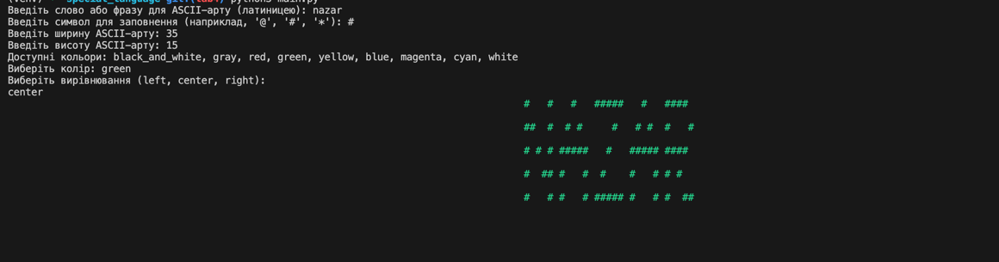 (venv) → special_language git:(lab4) python3 main.py
Введіть слово або фразу для ASCII-арту (латиницею): nazar
Введіть символ для заповнення (наприклад, '@', '#', '*'): #
Введіть ширину ASCII-арту: 35
Введіть висоту ASCII-арту: 15
Доступні кольори: black_and_white, gray, red, green, yellow, blue, magenta, cyan, white
Виберіть колір: green
Виберіть вирівнювання (left, center, right):
center
#   #   #   #####   #   ####
##  #  # #     #   # #  #   #
# # # #####   #   ##### ####
#  ## #   #  #    #   # # #
#   # #   # ##### #   # #  ##